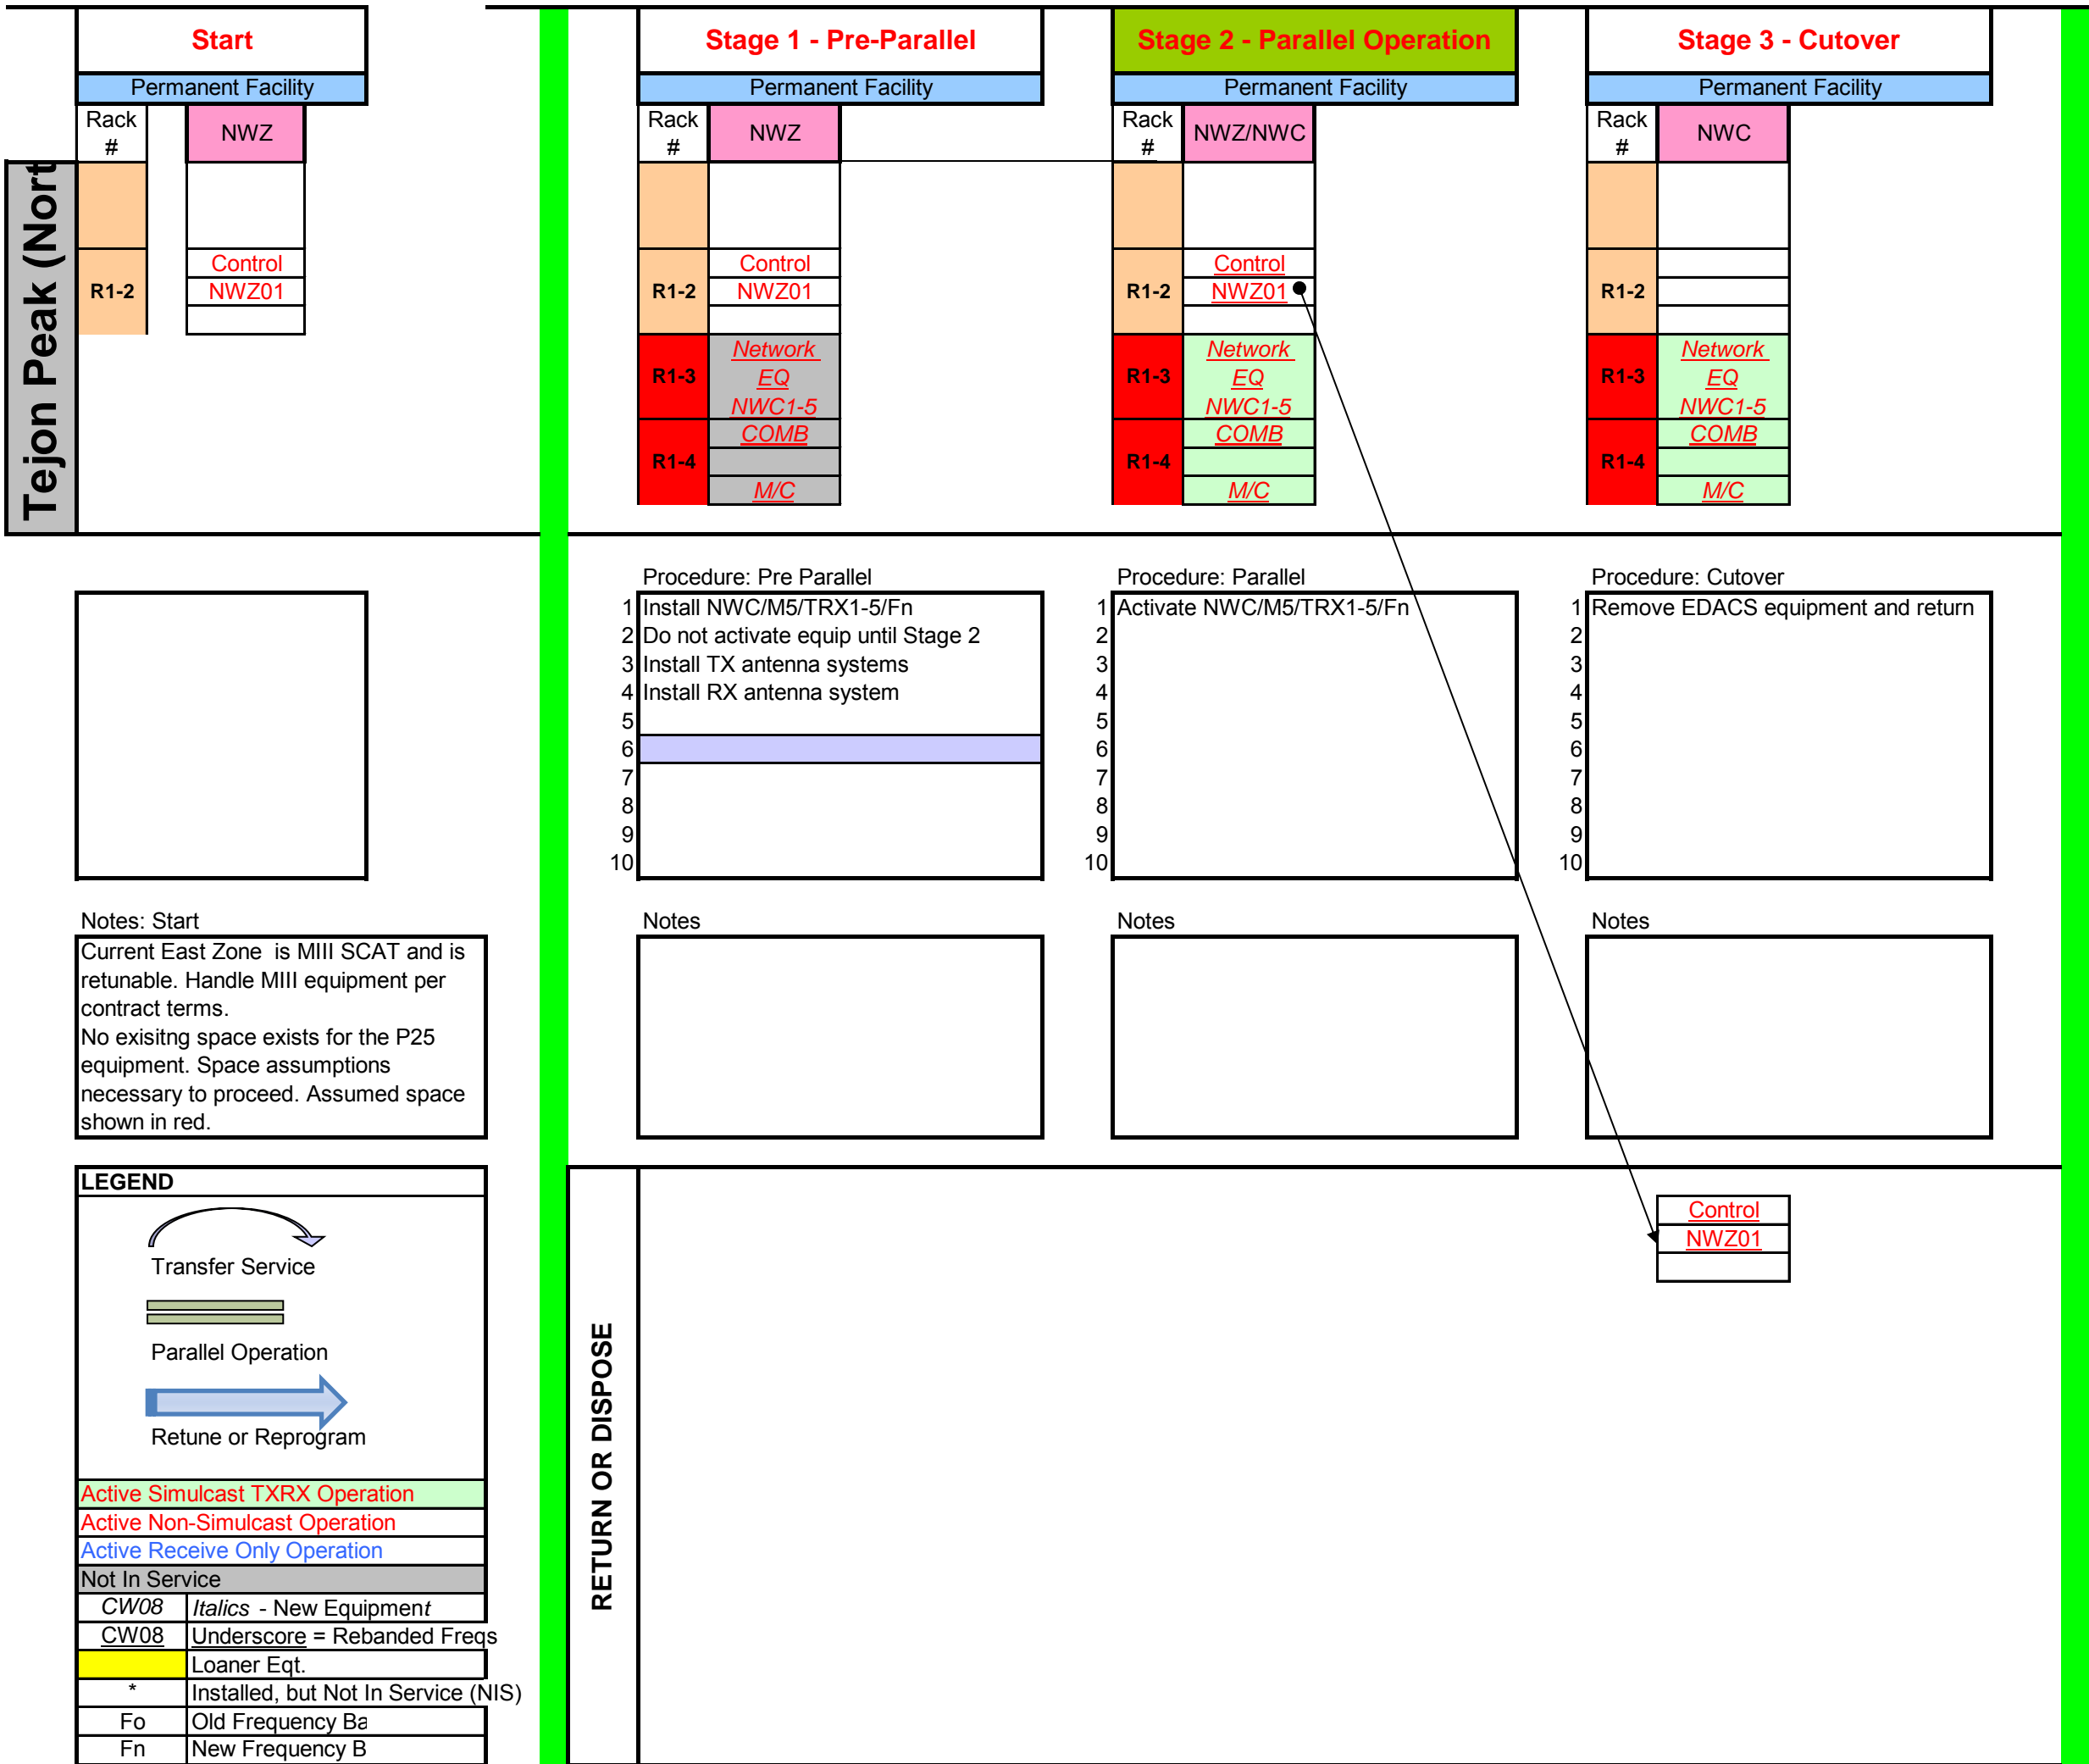 Start
Stage 1 - Pre-Parallel
Stage 2 - Parallel Operation
Stage 3 - Cutover
Permanent Facility
Permanent Facility
Permanent Facility
Permanent Facility
Rack
#
NWZ
Rack
#
NWZ
Rack
#
NWZ/NWC
Rack
#
NWC
Tejon Peak (Nort
R1-2
Control
NWZ01
R1-2
Control
NWZ01
R1-3
Network
EQ
NWC1-5
R1-4
COMB
M/C
R1-2
Control
NWZ01
R1-3
Network
EQ
NWC1-5
R1-4
COMB
M/C
R1-2
R1-3
Network
EQ
NWC1-5
R1-4
COMB
M/C
Procedure: Pre Parallel
1 Install NWC/M5/TRX1-5/Fn
2 Do not activate equip until Stage 2
3 Install TX antenna systems
4 Install RX antenna system
5
6
7
8
9
10
Procedure: Parallel
1 Activate NWC/M5/TRX1-5/Fn
2
3
4
5
6
7
8
9
10
Procedure: Cutover
1 Remove EDACS equipment and return
2
3
4
5
6
7
8
9
10
Notes: Start
Current East Zone is MIII SCAT and is
retunable. Handle MIII equipment per
contract terms.
No exisitng space exists for the P25
equipment. Space assumptions
necessary to proceed. Assumed space
shown in red.
Notes
Notes
Notes
LEGEND
Transfer Service
Parallel Operation
Retune or Reprogram
Active Simulcast TXRX Operation
Active Non-Simulcast Operation
Active Receive Only Operation
Not In Service
CW08 Italics - New Equipment
CW08 Underscore = Rebanded Freqs
Loaner Eqt.
* Installed, but Not In Service (NIS)
Fo Old Frequency Ba
Fn New Frequency B
RETURN OR DISPOSE
Control
NWZ01